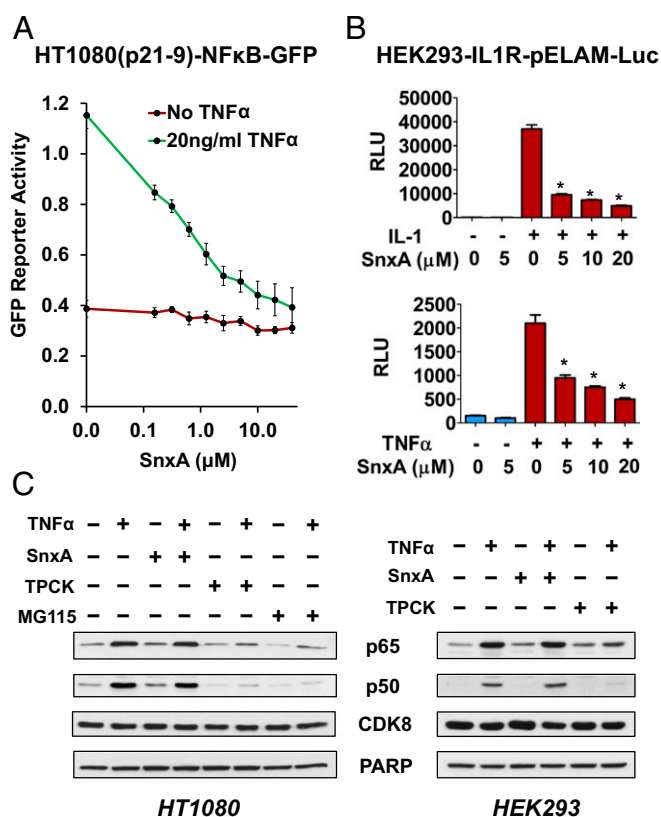 A
HT1080(p21-9)-NFκB-GFP
No TNFα
20ng/ml TNFα
GFP Reporter Activity
1.2
1.0
0.8
0.6
0.4
0.2
0.0
0.0 0.1 1.0 10.0
SnxA (µM)
B
HEK293-IL1R-pELAM-Luc
RLU
50000
40000
30000
20000
10000
0
* * *
IL-1 - - + + + +
SnxA (µM) 0 5 0 5 10 20
RLU
2500
2000
1500
1000
500
0
* * *
TNFα - - + + + +
SnxA (µM) 0 5 0 5 10 20
C
TNFα – + – + – + – +
SnxA – – + + – – – –
TPCK – – – – + + – –
MG115 – – – – – – + +
TNFα – + – + – +
SnxA – – + + – –
TPCK – – – – + +
p65
p50
CDK8
PARP
HT1080
HEK293